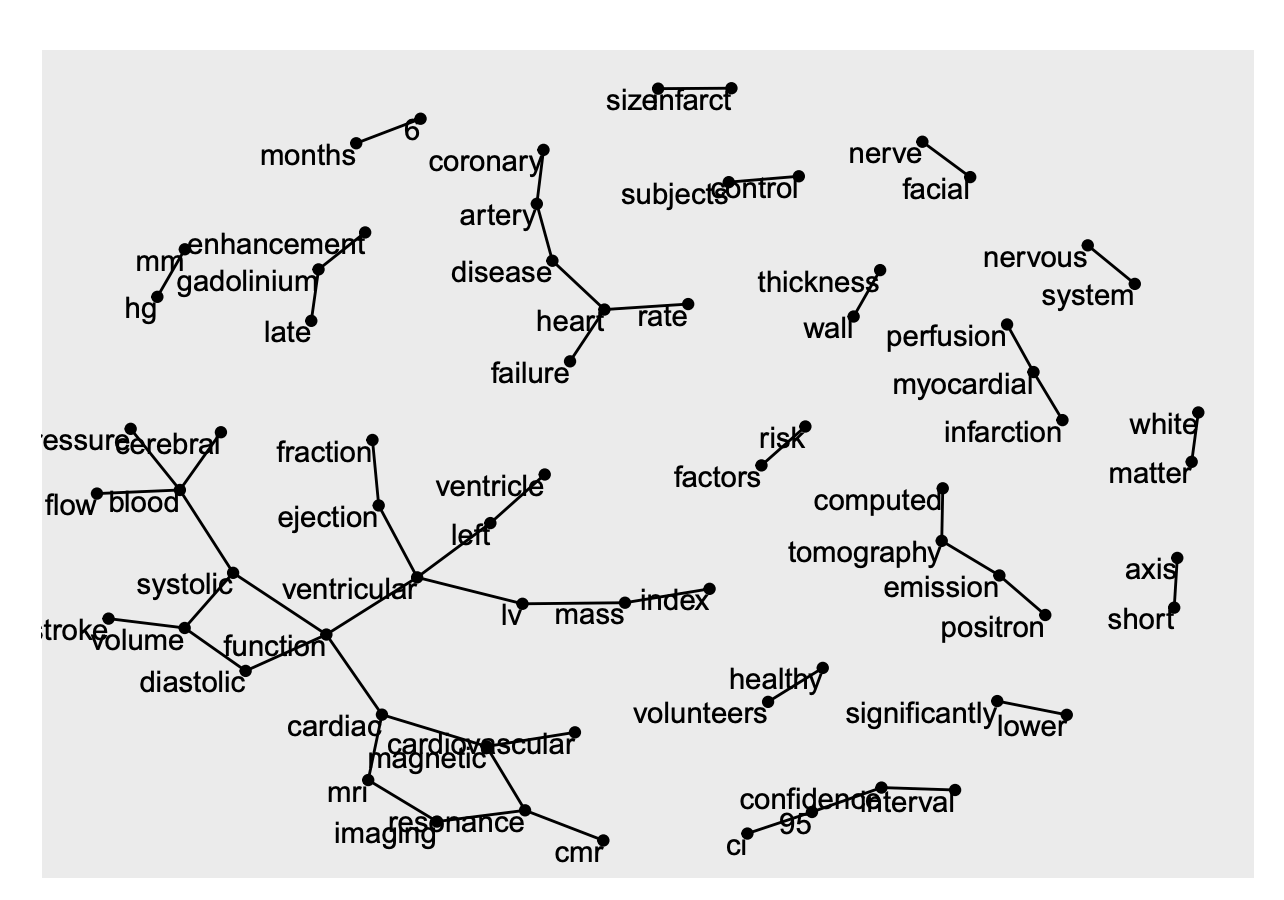 size
infarct
months
6
coronary
nerve
subjects
control
facial
artery
mm
enhancement
gadolinium
disease
nervous
thickness
system
hg
late
heart
rate
wall
perfusion
failure
myocardial
ressure
cerebral
fraction
risk
infarction
white
factors
matter
flow
blood
ventricle
computed
ejection
left
tomography
axis
systolic
ventricular
emission
lv
mass
index
short
troke
volume
function
positron
diastolic
healthy
volunteers
significantly
lower
cardiac
cardiovascular
magnetic
mri
confidence
interval
imaging
resonance
95
ci
cmr